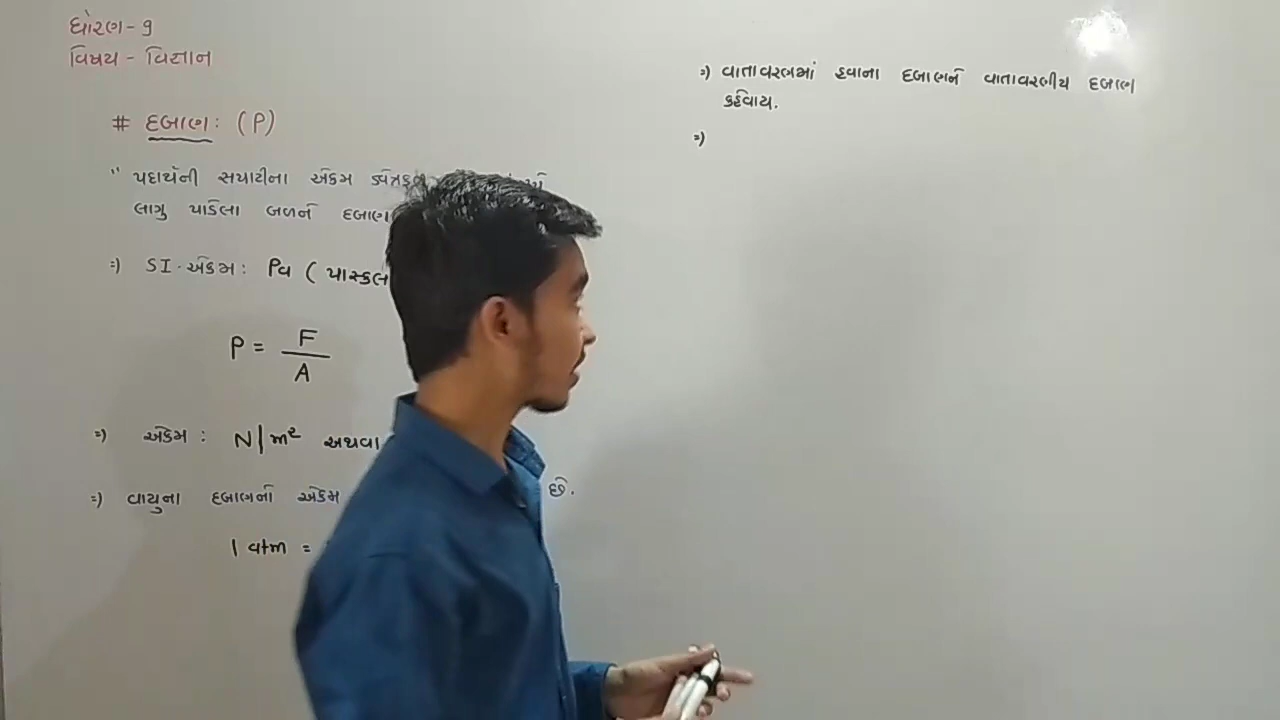 ધોરણ - 9
વિષય - વિજ્ઞાન
# દબાણ : (P)
" પદાર્થની સપાટીના એકમ
લાગુ પાડેલા બળને દબાણ
=) SI-એકમ : Pa ( પાસ્કલ
P = F / A
=) એકમ : N/m² અથવા
=) વાયુના દબાણનો એકમ છે.
1 atm =
=) વાતાવરણમાં હવાના દબાણને વાતાવરણીય દબાણ
કહેવાય.
=)